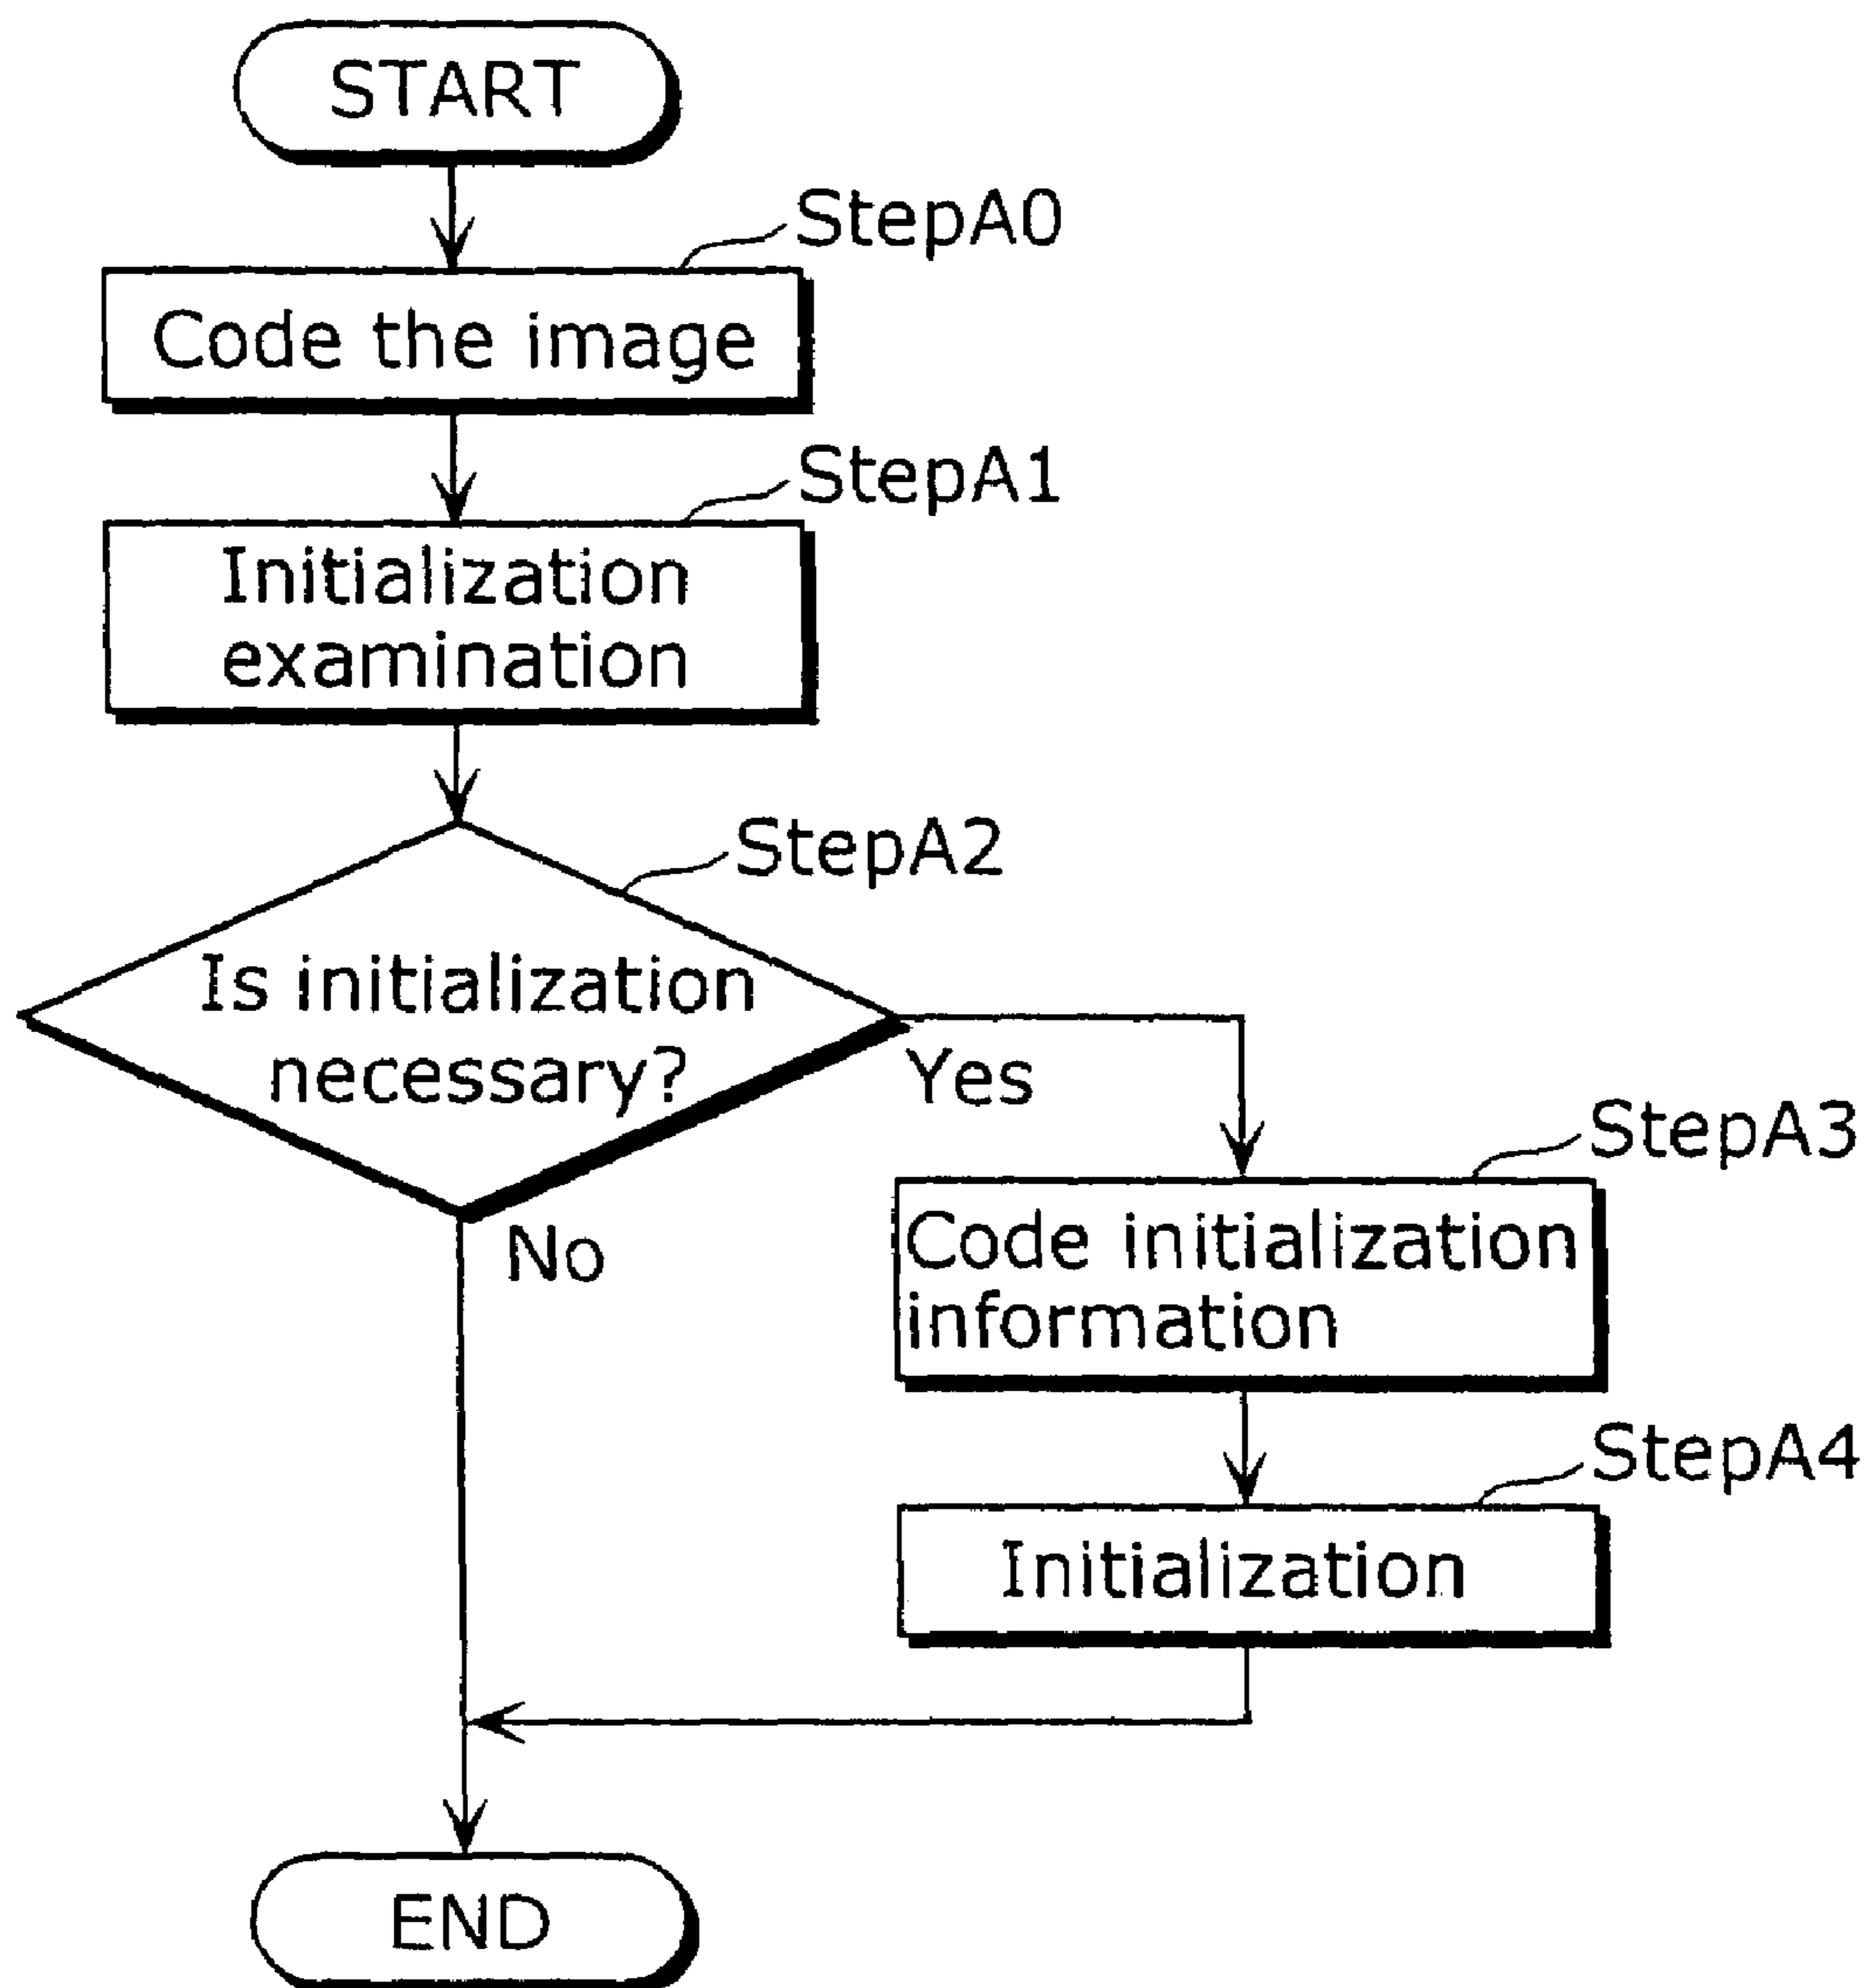 START
StepA0
Code the image
StepA1
Initialization
examination
StepA2
Is initialization
necessary?
Yes
No
StepA3
Code initialization
information
StepA4
Initialization
END